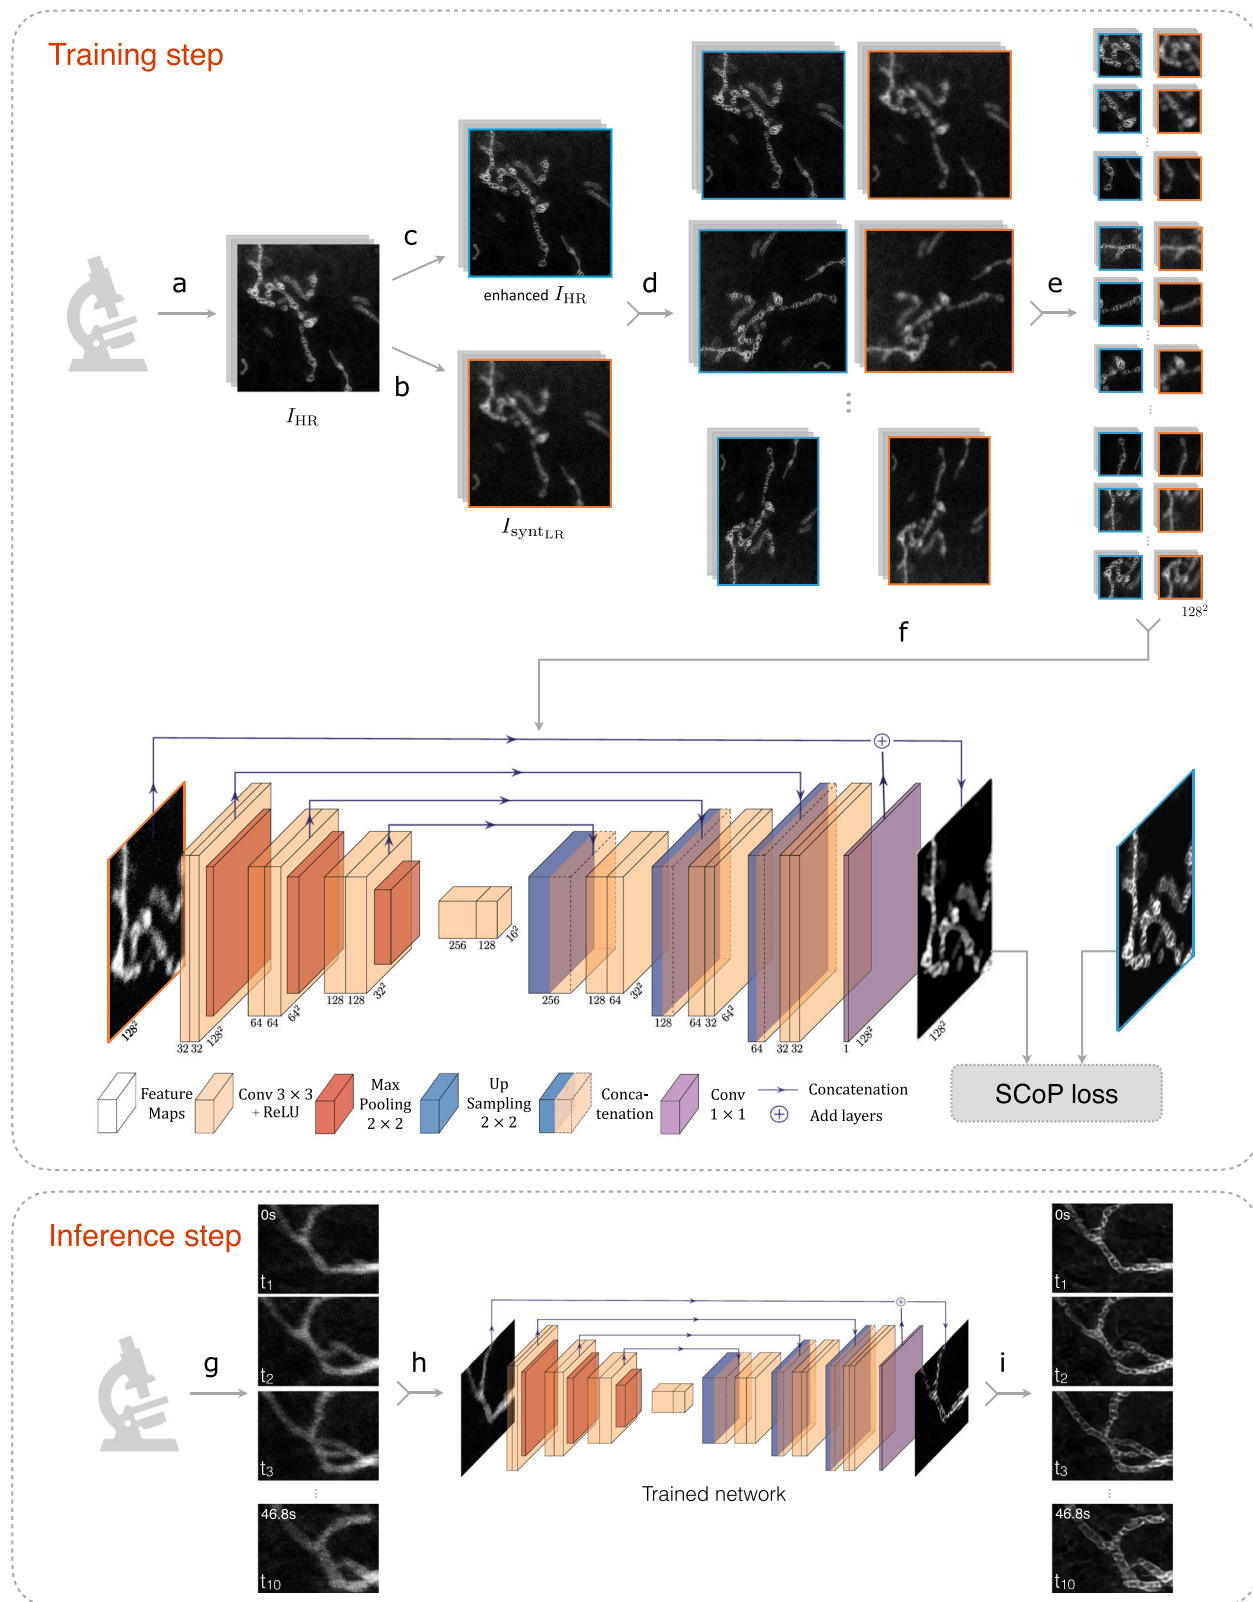 Training step
a
I_HR
c
enhanced I_HR
b
I_synt_LR
d
e
128²
f
128²
32 32 128²
64 64 64²
128 128 32²
256 128 16²
256
128 64 32²
128
64 32 64²
64
32 32
1 128²
128²
Feature
Maps
Conv 3 × 3
+ ReLU
Max
Pooling
2 × 2
Up
Sampling
2 × 2
Conca-
tenation
Conv
1 × 1
Concatenation
Add layers
SCoP loss
Inference step
g
0s
t₁
t₂
t₃
46.8s
t₁₀
h
Trained network
i
0s
t₁
t₂
t₃
46.8s
t₁₀